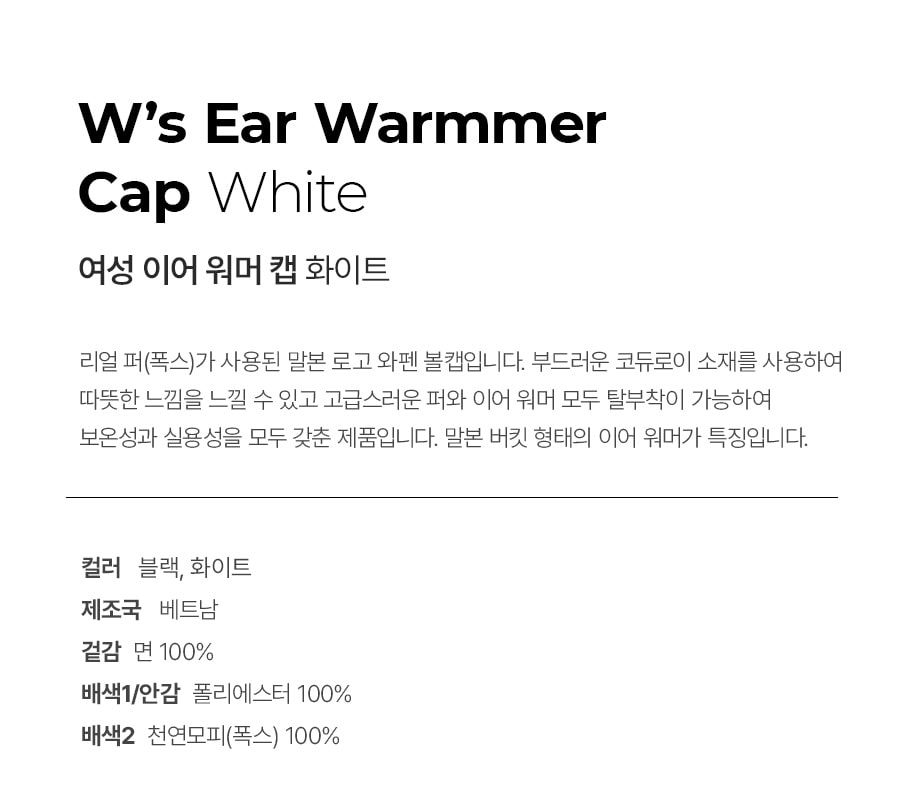 W’s Ear Warmmer
Cap White
여성 이어 워머 캡 화이트
리얼 퍼(폭스)가 사용된 말본 로고 와펜 볼캡입니다. 부드러운 코듀로이 소재를 사용하여
따뜻한 느낌을 느낄 수 있고 고급스러운 퍼와 이어 워머 모두 탈부착이 가능하여
보온성과 실용성을 모두 갖춘 제품입니다. 말본 버킷 형태의 이어 워머가 특징입니다.
컬러 블랙, 화이트
제조국 베트남
겉감 면 100%
배색1/안감 폴리에스터 100%
배색2 천연모피(폭스) 100%